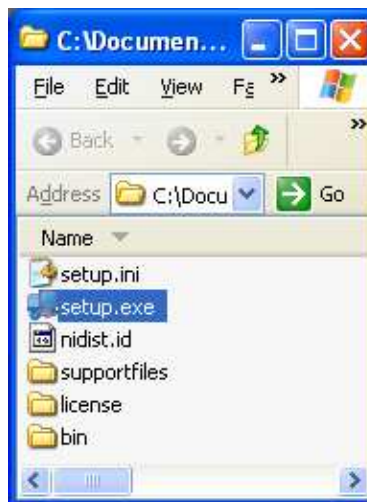 C:\Documen...
File Edit View Fa »
Back »
Address C:\Docu Go
Name
setup.ini
setup.exe
nidist.id
supportfiles
license
bin